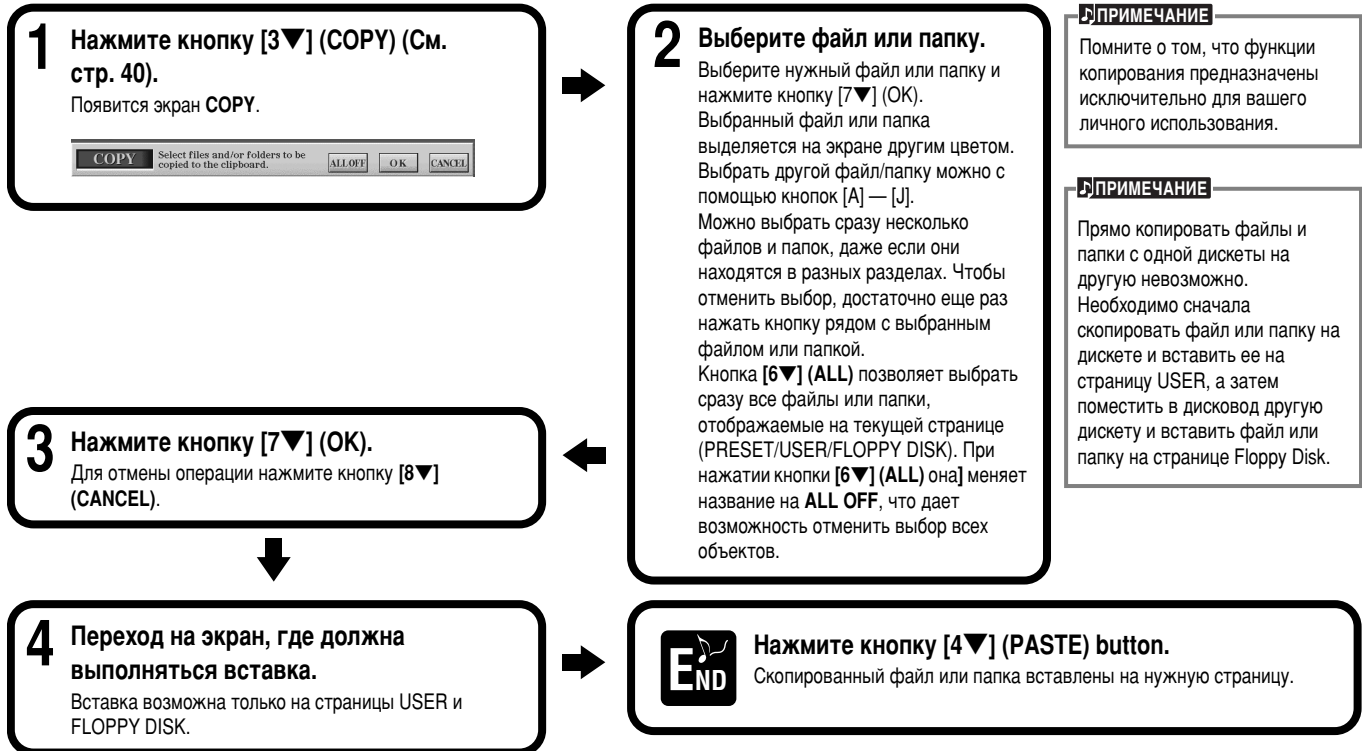 1
Нажмите кнопку [3▼] (COPY) (См.
стр. 40).
Появится экран COPY.
COPY
Select files and/or folders to be
copied to the clipboard.
ALL OFF
OK
CANCEL
2
Выберите файл или папку.
Выберите нужный файл или папку и
нажмите кнопку [7▼] (OK).
Выбранный файл или папка
выделяется на экране другим цветом.
Выбрать другой файл/папку можно с
помощью кнопок [A] — [J].
Можно выбрать сразу несколько
файлов и папок, даже если они
находятся в разных разделах. Чтобы
отменить выбор, достаточно еще раз
нажать кнопку рядом с выбранным
файлом или папкой.
Кнопка [6▼] (ALL) позволяет выбрать
сразу все файлы или папки,
отображаемые на текущей странице
(PRESET/USER/FLOPPY DISK). При
нажатии кнопки [6▼] (ALL) она] меняет
название на ALL OFF, что дает
возможность отменить выбор всех
объектов.
ПРИМЕЧАНИЕ
Помните о том, что функции
копирования предназначены
исключительно для вашего
личного использования.
ПРИМЕЧАНИЕ
Прямо копировать файлы и
папки с одной дискеты на
другую невозможно.
Необходимо сначала
скопировать файл или папку на
дискете и вставить ее на
страницу USER, а затем
поместить в дисковод другую
дискету и вставить файл или
папку на странице Floppy Disk.
3
Нажмите кнопку [7▼] (OK).
Для отмены операции нажмите кнопку [8▼]
(CANCEL).
4
Переход на экран, где должна
выполняться вставка.
Вставка возможна только на страницы USER и
FLOPPY DISK.
END
Нажмите кнопку [4▼] (PASTE) button.
Скопированный файл или папка вставлены на нужную страницу.